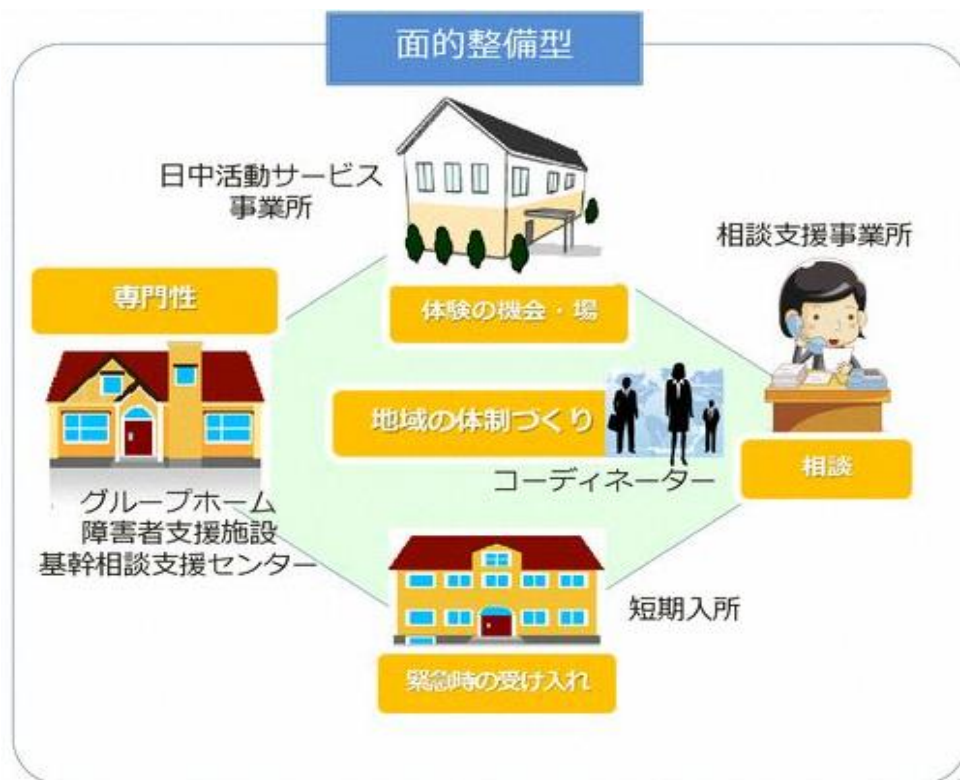 面的整備型
日中活動サービス
事業所
相談支援事業所
専門性
体験の機会・場
地域の体制づくり
コーディネーター
相談
グループホーム
障害者支援施設
基幹相談支援センター
短期入所
緊急時の受け入れ